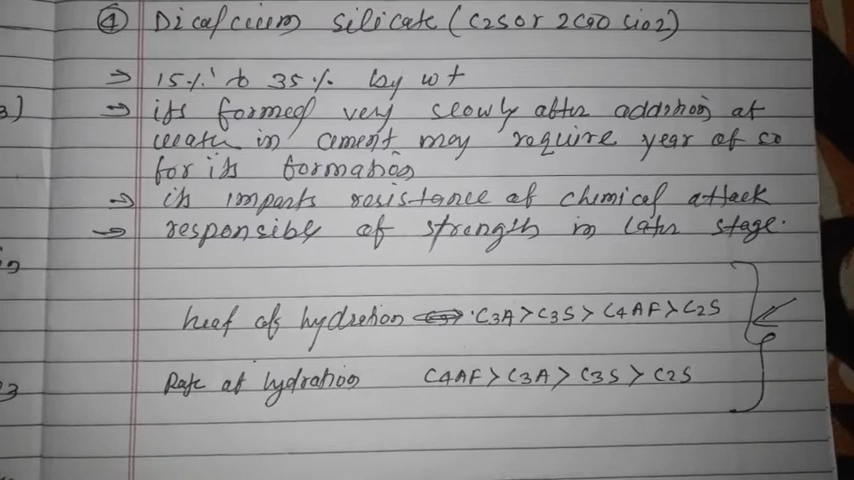 ④ Dicalcium silicate (C2S or 2CaO SiO2)
⇒ 15% to 35% by wt
⇒ its formed very slowly after addition of
water in cement may require year of so
for its formation
⇒ its imparts resistance of chemical attack
⇒ responsible of strength in later stage.
heat of hydration C3A > C3S > C4AF > C2S
Rate of hydration C4AF > C3A > C3S > C2S